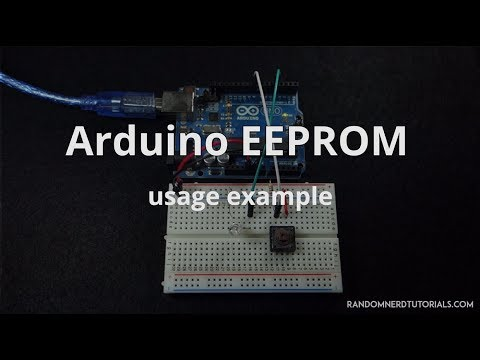 Arduino EEPROM
usage example
RANDOMNERDTUTORIALS.COM